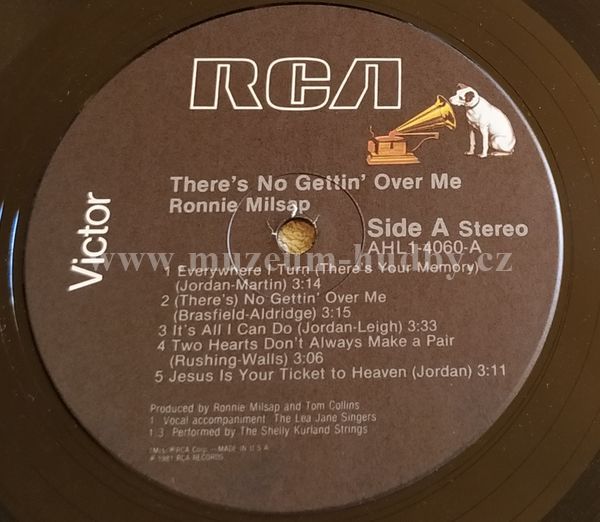 RCA
Victor
There's No Gettin' Over Me
Ronnie Milsap
Side A Stereo
AHL1-4060-A
www.muzeum-hudby.cz
1 Everywhere I Turn (There's Your Memory)
(Jordan-Martin) 3:14
2 (There's) No Gettin' Over Me
(Brasfield-Aldridge) 3:15
3 It's All I Can Do (Jordan-Leigh) 3:33
4 Two Hearts Don't Always Make a Pair
(Rushing-Walls) 3:06
5 Jesus Is Your Ticket to Heaven (Jordan) 3:11
Produced by Ronnie Milsap and Tom Collins
1 Vocal accompaniment The Lea Jane Singers
1 3 Performed by The Shelly Kurland Strings
RCA Corp. — MADE IN U.S.A.
℗ 1981 RCA RECORDS